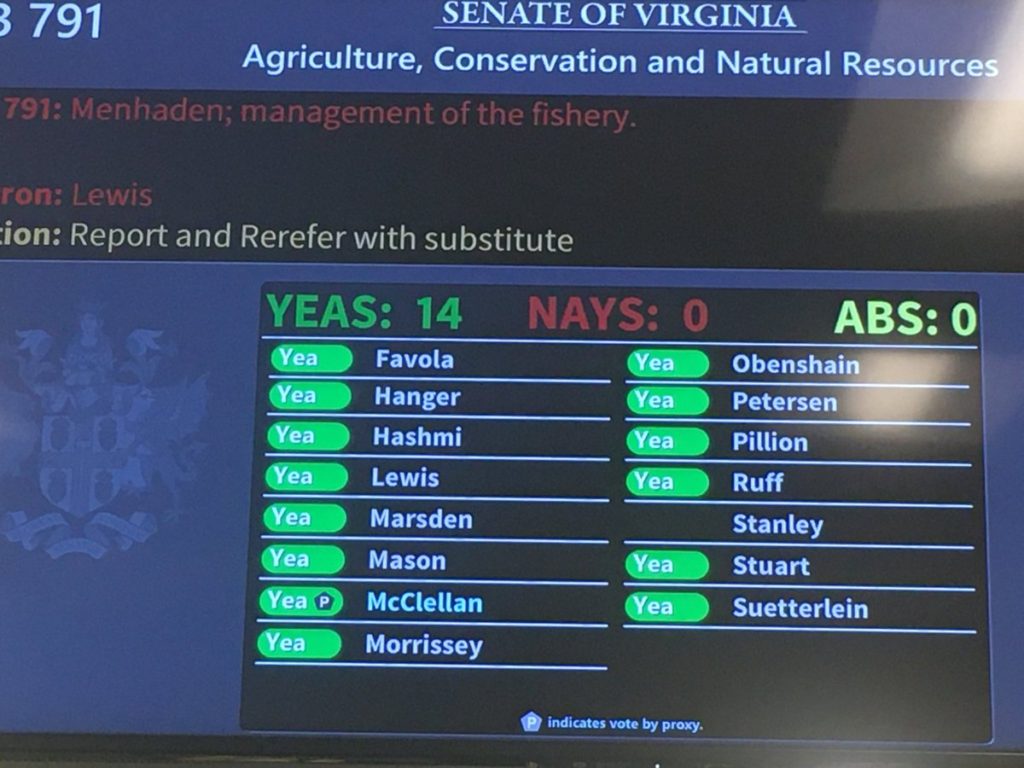 791
SENATE OF VIRGINIA
Agriculture, Conservation and Natural Resources
791: Menhaden; management of the fishery.
ron: Lewis
tion: Report and Rerefer with substitute
YEAS: 14 NAYS: 0 ABS: 0
Yea Favola
Yea Hanger
Yea Hashmi
Yea Lewis
Yea Marsden
Yea Mason
Yea P McClellan
Yea Morrissey
Yea Obenshain
Yea Petersen
Yea Pillion
Yea Ruff
Stanley
Yea Stuart
Yea Suetterlein
P indicates vote by proxy.